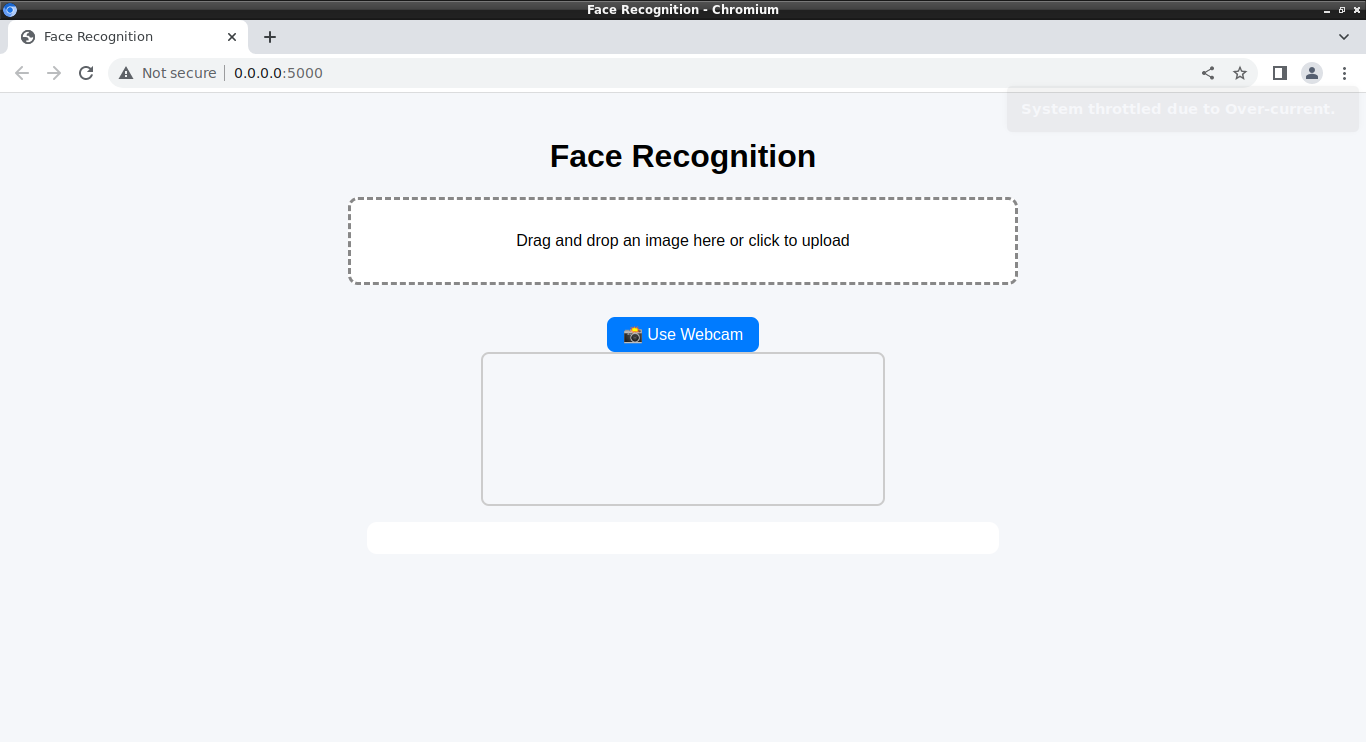 Face Recognition - Chromium
Face Recognition
Not secure 0.0.0.0:5000
System throttled due to Over-current.
Face Recognition
Drag and drop an image here or click to upload
📸 Use Webcam